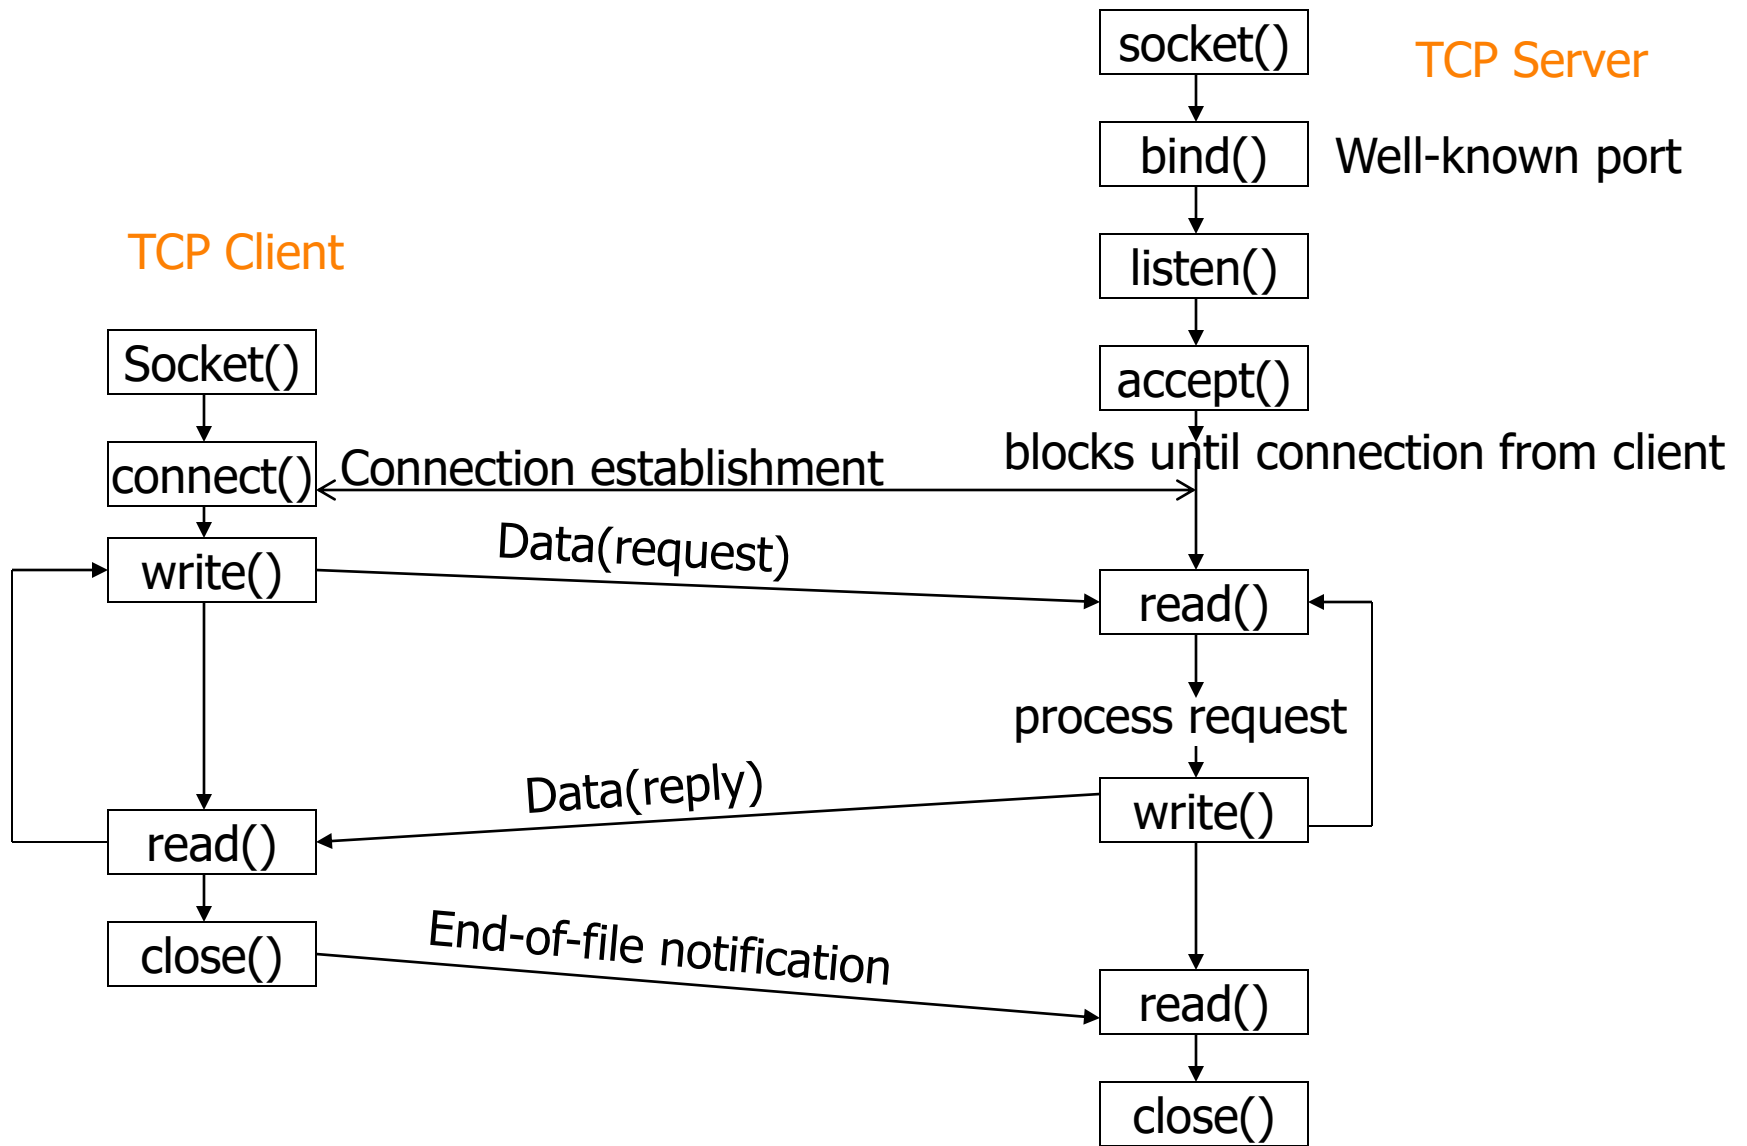 socket()
TCP Server
bind()
Well-known port
TCP Client
listen()
Socket()
accept()
blocks until connection from client
connect()
Connection establishment
Data(request)
write()
read()
process request
Data(reply)
write()
read()
End-of-file notification
close()
read()
close()